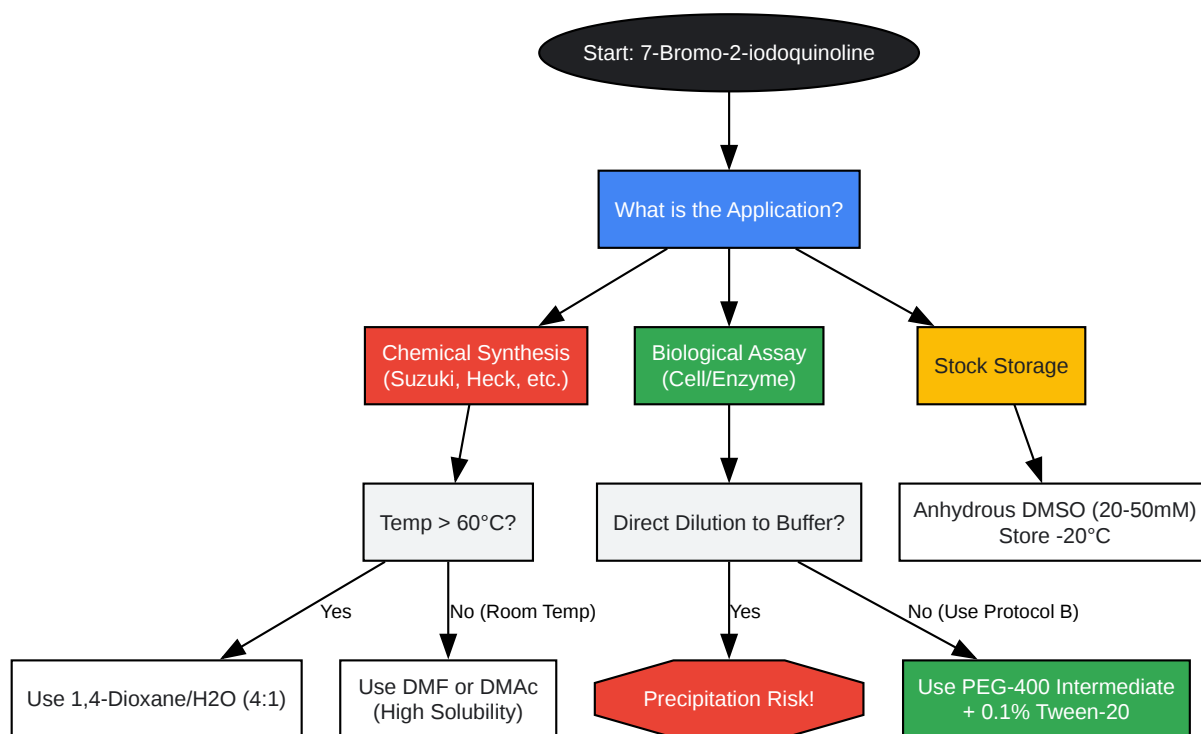 Start: 7-Bromo-2-iodoquinoline
What is the Application?
Chemical Synthesis
(Suzuki, Heck, etc.)
Biological Assay
(Cell/Enzyme)
Stock Storage
Temp > 60°C?
Direct Dilution to Buffer?
Anhydrous DMSO (20-50mM)
Store -20°C
Yes
No (Room Temp)
Yes
No (Use Protocol B)
Use 1,4-Dioxane/H2O (4:1)
Use DMF or DMAc
(High Solubility)
Precipitation Risk!
Use PEG-400 Intermediate
+ 0.1% Tween-20